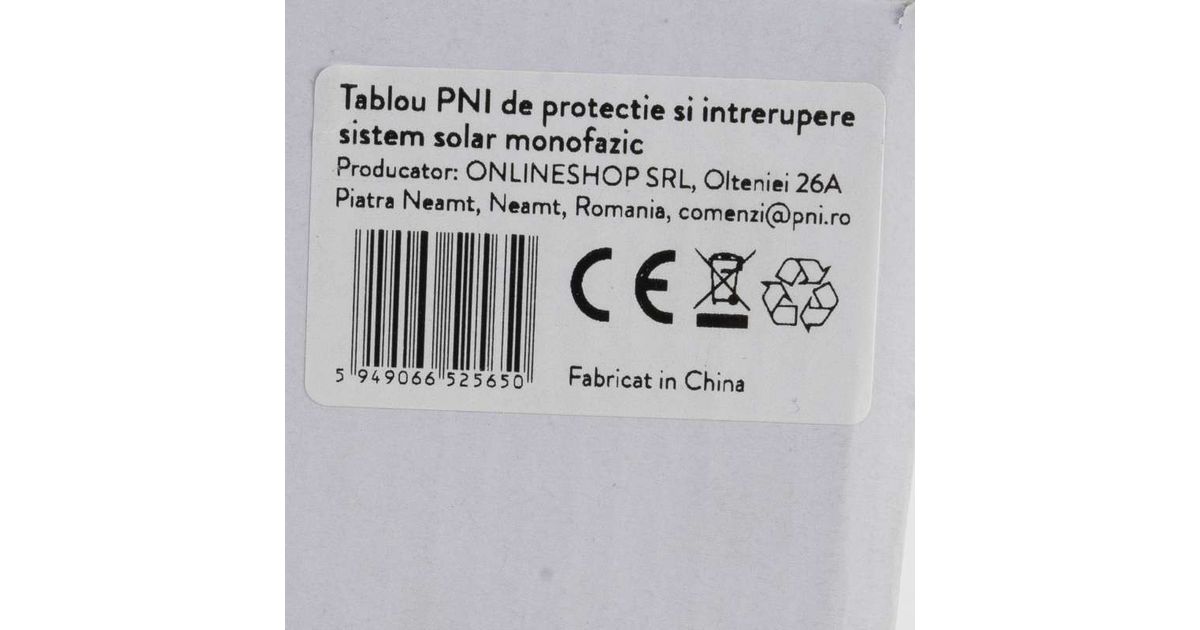 Tablou PNI de protectie si intrerupere
sistem solar monofazic
Producator: ONLINESHOP SRL, Olteniei 26A
Piatra Neamt, Neamt, Romania, comenzi@pni.ro
CE
5 949066 525650
Fabricat in China